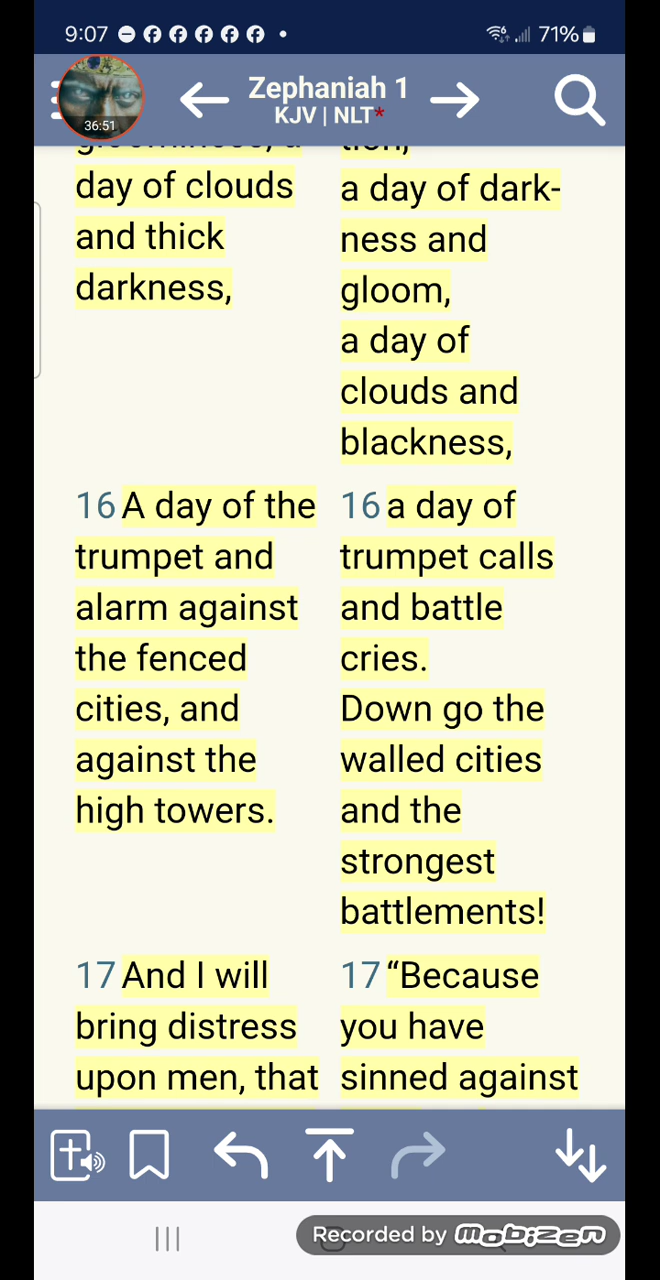 9:07
71%
36:51
Zephaniah 1
KJV | NLT*
day of clouds
and thick
darkness,
tion,
a day of dark-
ness and
gloom,
a day of
clouds and
blackness,
16 A day of the
trumpet and
alarm against
the fenced
cities, and
against the
high towers.
16 a day of
trumpet calls
and battle
cries.
Down go the
walled cities
and the
strongest
battlements!
17 And I will
bring distress
upon men, that
17 “Because
you have
sinned against
Recorded by Mobizen